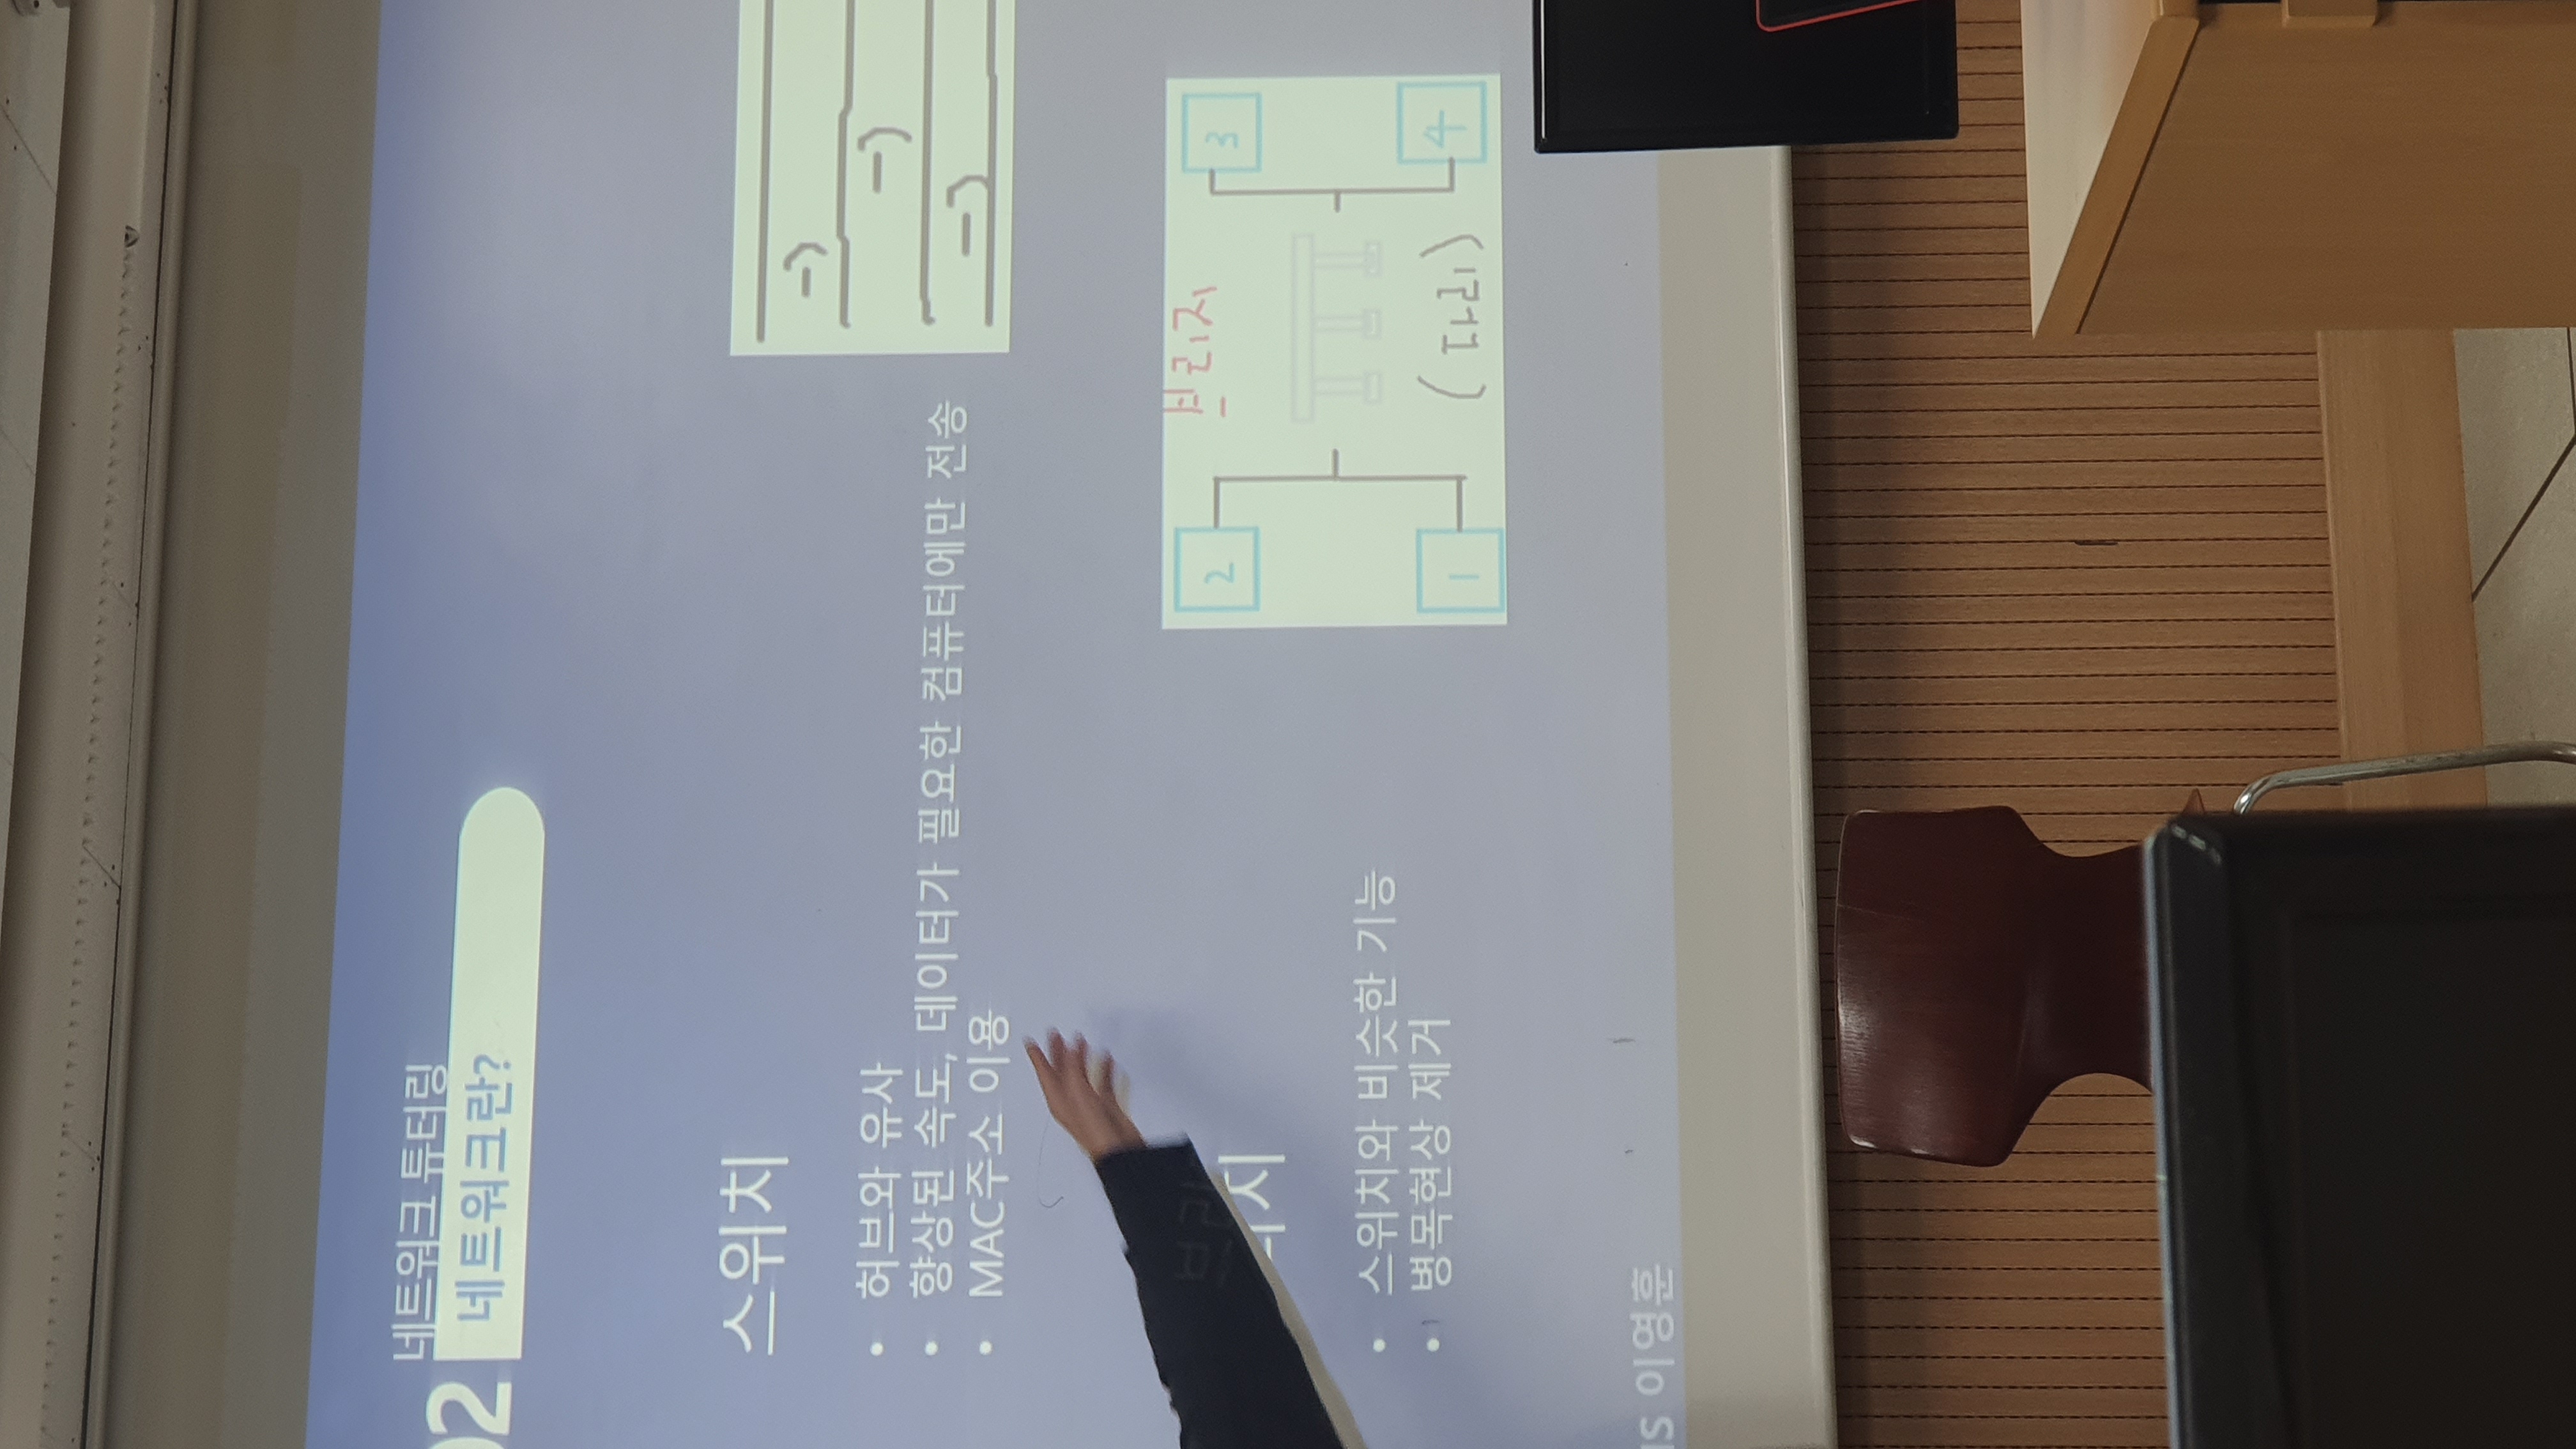 네트워크 튜터링
02 네트워크란?
스위치
• 허브와 유사
• 향상된 속도, 데이터가 필요한 컴퓨터에만 전송
• MAC주소 이용
브리지
• 스위치와 비슷한 기능
• 병목현상 제거
2
브리지
3
1
(다리)
4
이영훈